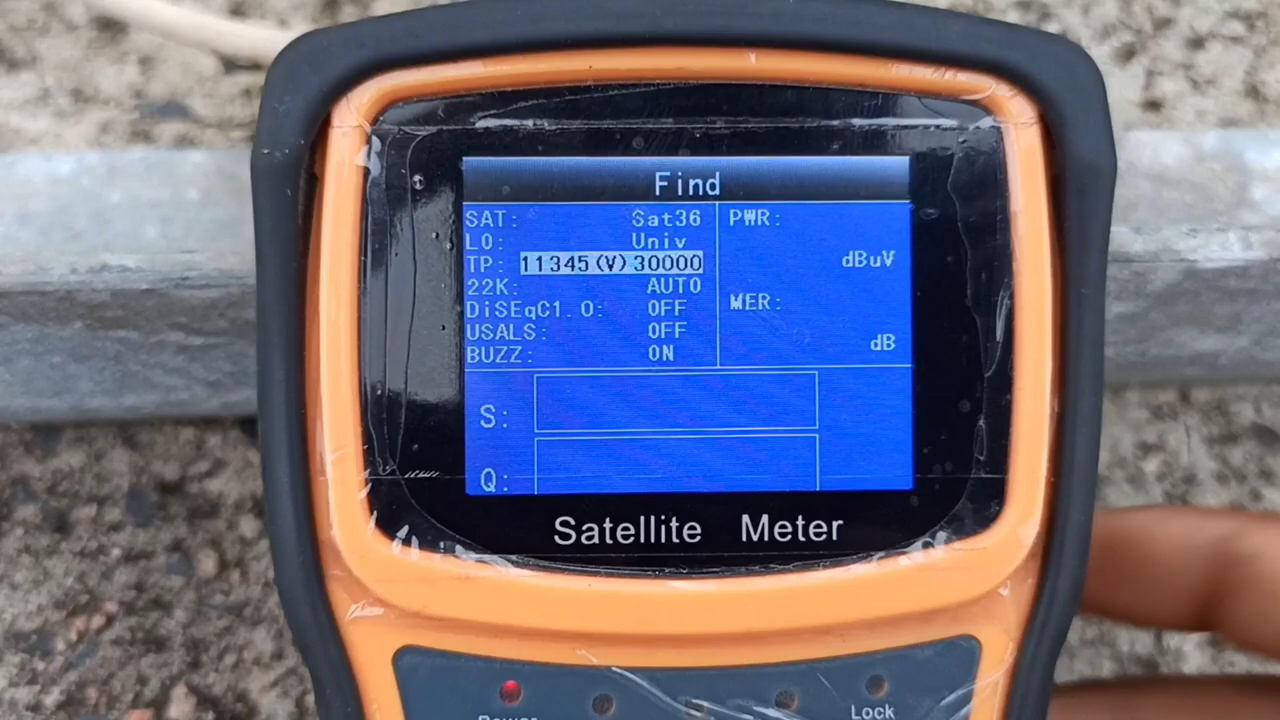 Find
SAT: Sat36
LO: Univ
TP: 11345(V)30000
22K: AUTO
DiSEqC1.0: OFF
USALS: OFF
BUZZ: ON
PWR:
dBuV
MER:
dB
S:
Q:
Satellite Meter
Power
Lock